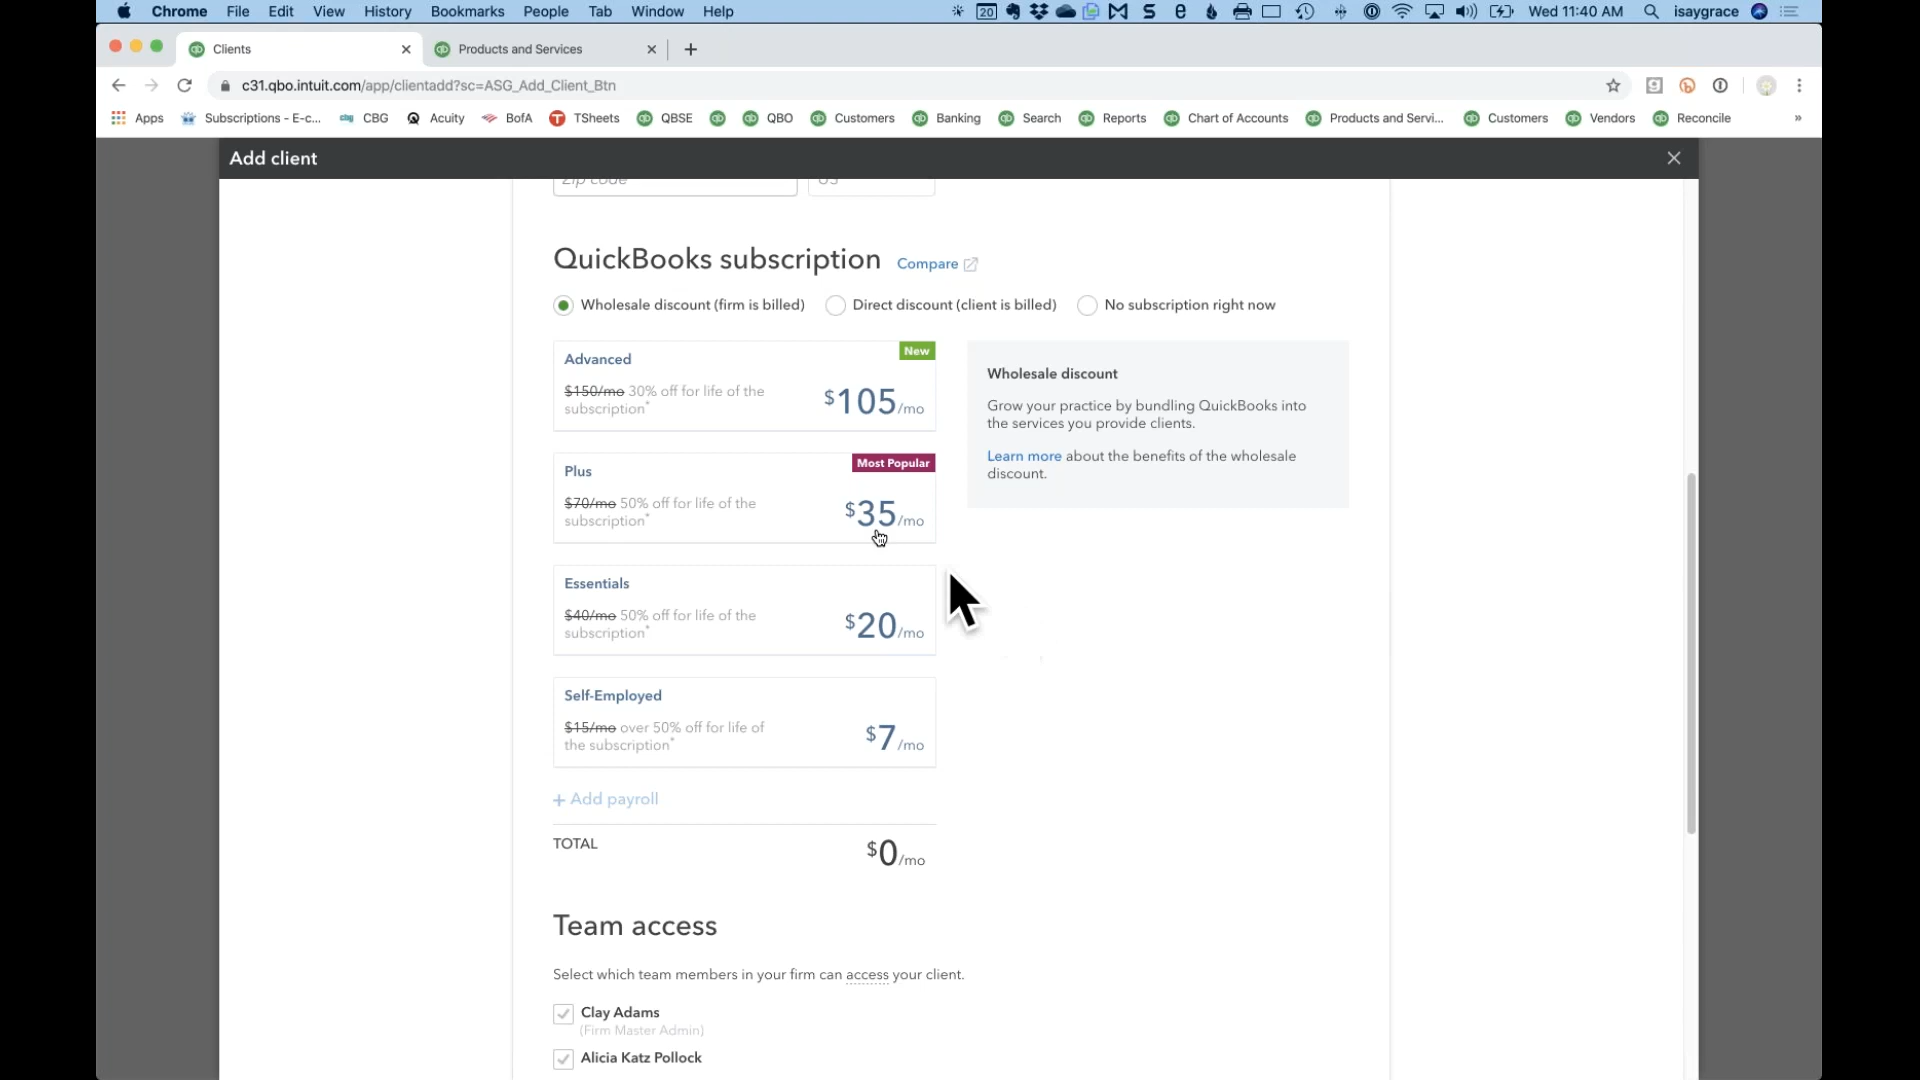 Chrome File Edit View History Bookmarks People Tab Window Help 20 Wed 11:40 AM isaygrace
Clients Products and Services
c31.qbo.intuit.com/app/clientadd?sc=ASG_Add_Client_Btn
Apps Subscriptions - E-c... CBG Acuity BofA TSheets QBSE QBO Customers Banking Search Reports Chart of Accounts Products and Servi... Customers Vendors Reconcile »
Add client
Zip code US
QuickBooks subscription Compare
Wholesale discount (firm is billed) Direct discount (client is billed) No subscription right now
Advanced New
$150/mo 30% off for life of the
subscription* $105/mo
Wholesale discount
Grow your practice by bundling QuickBooks into
the services you provide clients.
Learn more about the benefits of the wholesale
discount.
Plus Most Popular
$70/mo 50% off for life of the
subscription* $35/mo
Essentials
$40/mo 50% off for life of the
subscription* $20/mo
Self-Employed
$15/mo over 50% off for life of
the subscription* $7/mo
+ Add payroll
TOTAL $0/mo
Team access
Select which team members in your firm can access your client.
Clay Adams
(Firm Master Admin)
Alicia Katz Pollock